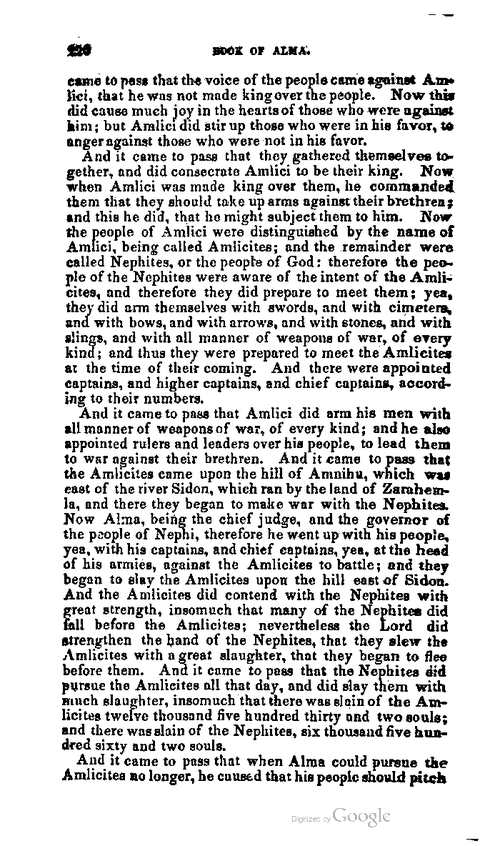 220 BOOK OF ALMA.
came to pass that the voice of the people came against Am-
lici, that he was not made king over the people. Now this
did cause much joy in the hearts of those who were against
him; but Amlici did stir up those who were in his favor, to
anger against those who were not in his favor.
And it came to pass that they gathered themselves to-
gether, and did consecrate Amlici to be their king. Now
when Amlici was made king over them, he commanded
them that they should take up arms against their brethren;
and this he did, that he might subject them to him. Now
the people of Amlici were distinguished by the name of
Amlici, being called Amlicites; and the remainder were
called Nephites, or the people of God: therefore the peo-
ple of the Nephites were aware of the intent of the Amli-
cites, and therefore they did prepare to meet them; yea,
they did arm themselves with swords, and with cimeters,
and with bows, and with arrows, and with stones, and with
slings, and with all manner of weapons of war, of every
kind; and thus they were prepared to meet the Amlicites
at the time of their coming. And there were appointed
captains, and higher captains, and chief captains, accord-
ing to their numbers.
And it came to pass that Amlici did arm his men with
all manner of weapons of war, of every kind; and he also
appointed rulers and leaders over his people, to lead them
to war against their brethren. And it came to pass that
the Amlicites came upon the hill of Amnihu, which was
east of the river Sidon, which ran by the land of Zarahem-
la, and there they began to make war with the Nephites.
Now Alma, being the chief judge, and the governor of
the people of Nephi, therefore he went up with his people,
yea, with his captains, and chief captains, yea, at the head
of his armies, against the Amlicites to battle; and they
began to slay the Amlicites upon the hill east of Sidon.
And the Amlicites did contend with the Nephites with
great strength, insomuch that many of the Nephites did
fall before the Amlicites; nevertheless the Lord did
strengthen the hand of the Nephites, that they slew the
Amlicites with a great slaughter, that they began to flee
before them. And it came to pass that the Nephites did
pursue the Amlicites all that day, and did slay them with
much slaughter, insomuch that there was slain of the Am-
licites twelve thousand five hundred thirty and two souls;
and there was slain of the Nephites, six thousand five hun-
dred sixty and two souls.
And it came to pass that when Alma could pursue the
Amlicites no longer, he caused that his people should pitch
Digitized by Google